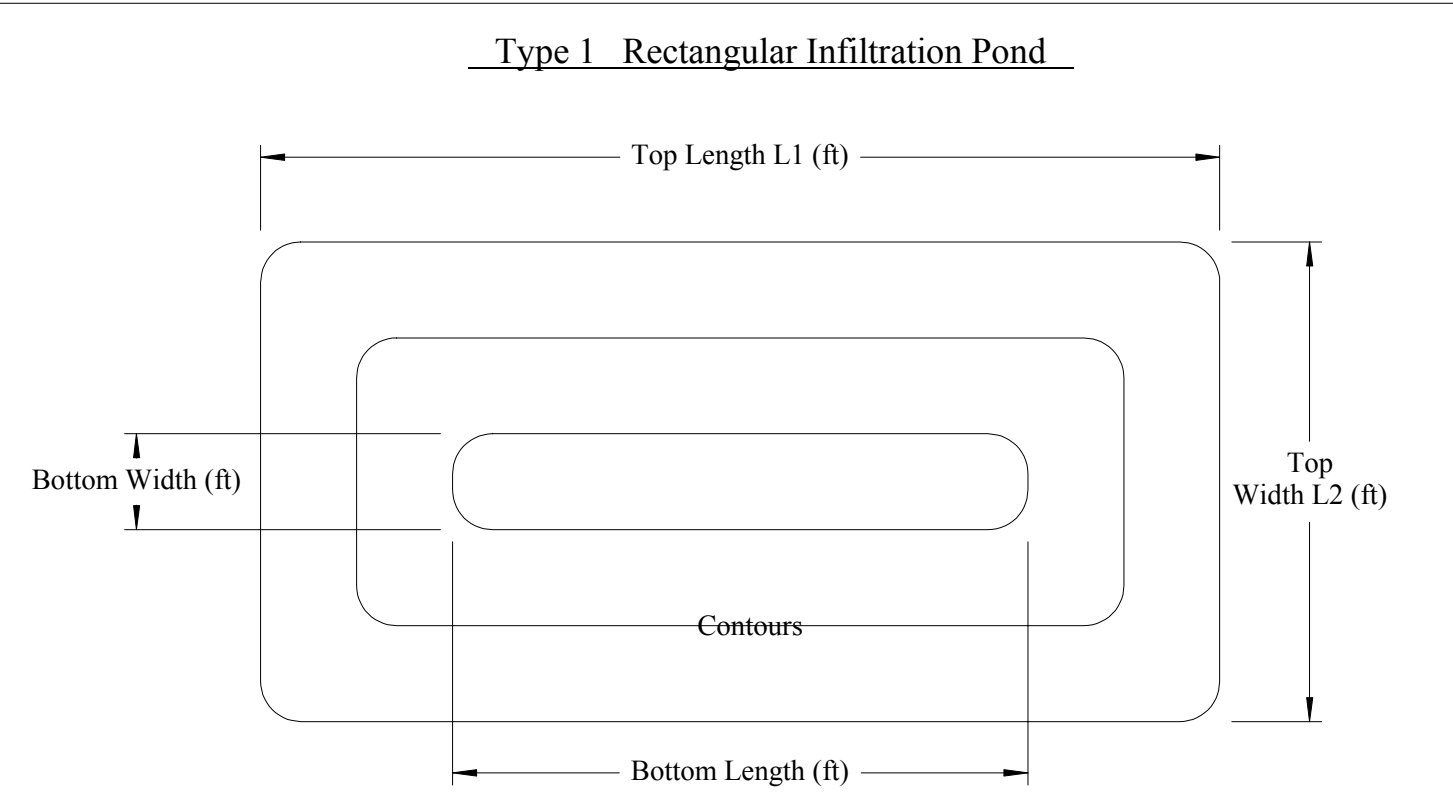 Type 1 Rectangular Infiltration Pond
Top Length L1 (ft)
Bottom Width (ft)
Top
Width L2 (ft)
Contours
Bottom Length (ft)